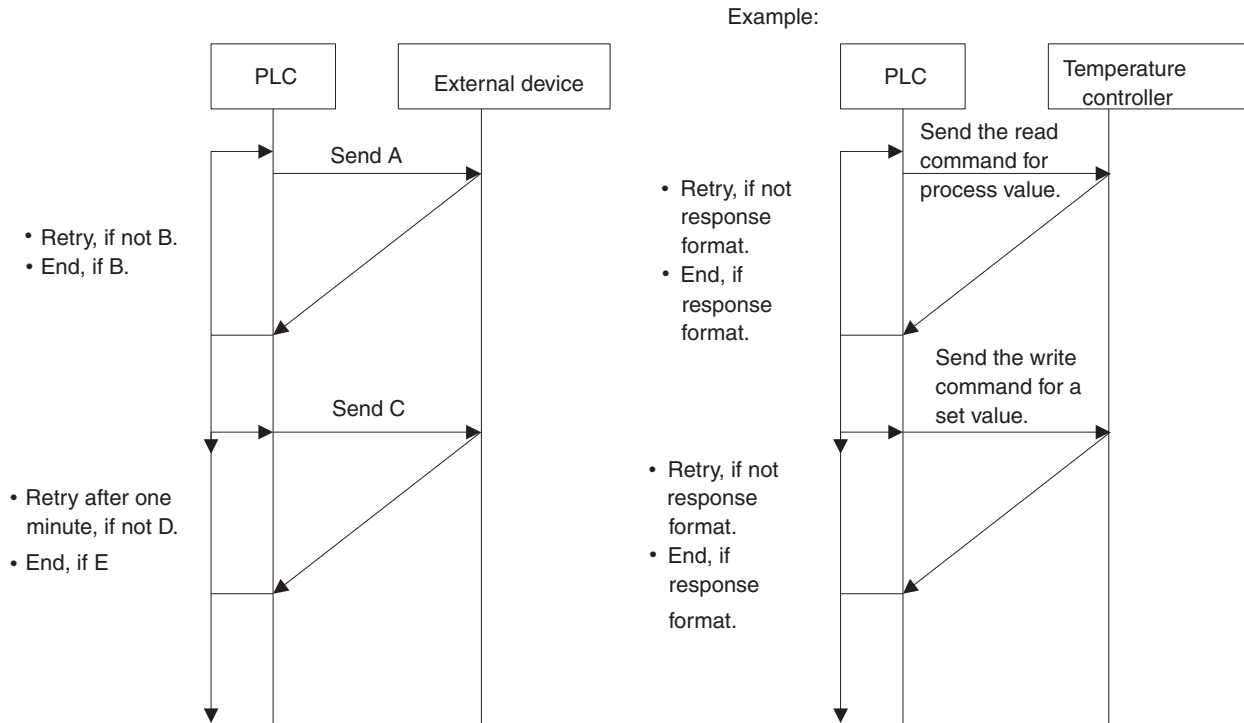 Example:
PLC
External device
Send A
• Retry, if not B.
• End, if B.
Send C
• Retry after one
minute, if not D.
• End, if E
PLC
Temperature
controller
Send the read
command for
process value.
• Retry, if not
response
format.
• End, if
response
format.
Send the write
command for a
set value.
• Retry, if not
response
format.
• End, if
response
format.